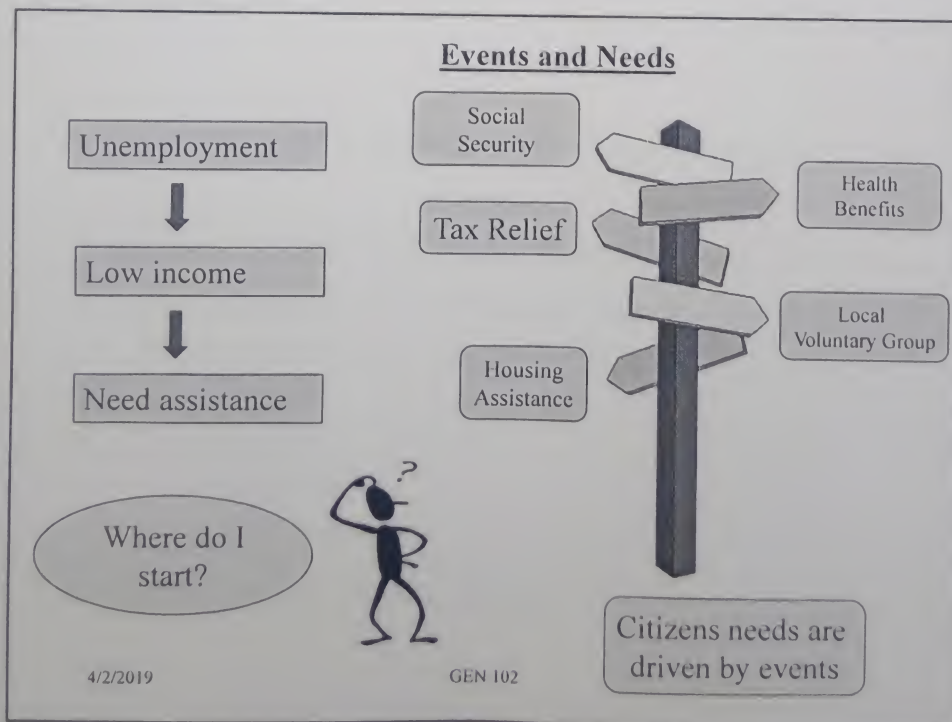 Events and Needs
Unemployment
Low income
Need assistance
Where do I
start?
?
Social
Security
Health
Benefits
Tax Relief
Local
Voluntary Group
Housing
Assistance
Citizens needs are
driven by events
4/2/2019
GEN 102